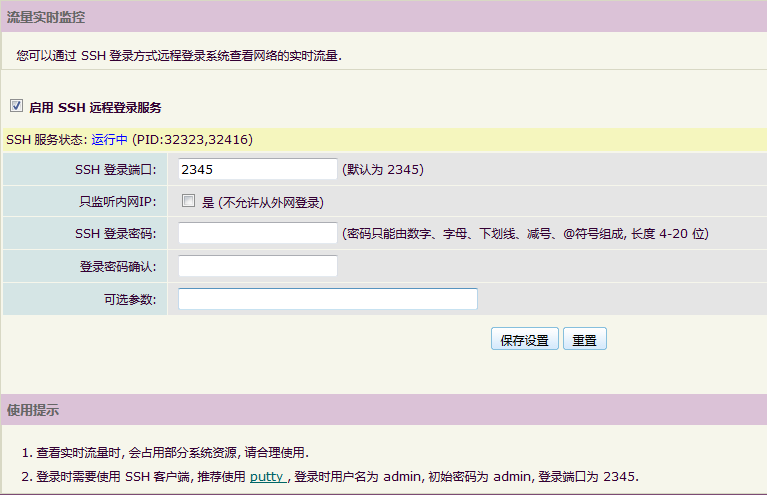 流量实时监控
您可以通过 SSH 登录方式远程登录系统查看网络的实时流量.
启用 SSH 远程登录服务
SSH 服务状态: 运行中 (PID:32323,32416)
SSH 登录端口: 2345 (默认为 2345)
只监听内网IP: 是 (不允许从外网登录)
SSH 登录密码: (密码只能由数字、字母、下划线、减号、@符号组成, 长度 4-20 位)
登录密码确认:
可选参数:
保存设置 重置
使用提示
1. 查看实时流量时, 会占用部分系统资源, 请合理使用.
2. 登录时需要使用 SSH 客户端, 推荐使用 putty , 登录时用户名为 admin, 初始密码为 admin, 登录端口为 2345.